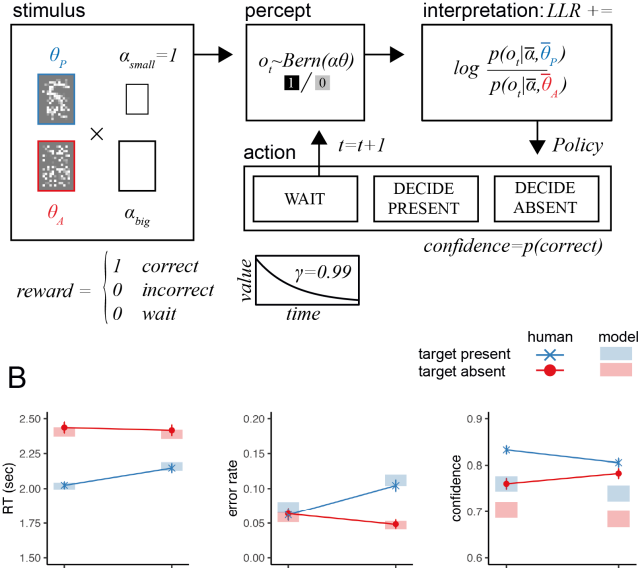 stimulus
percept
interpretation: LLR +=
θP
αsmall=1
×
θA
αbig
ot~Bern(αθ)
1 / 0
log p(ot|α̅,θ̅P) / p(ot|α̅,θ̅A)
action
t=t+1
Policy
WAIT
DECIDE PRESENT
DECIDE ABSENT
confidence=p(correct)
reward =
1 correct
0 incorrect
0 wait
value
γ=0.99
time
human
model
target present
target absent
B
RT (sec)
2.50
2.25
2.00
1.75
1.50
error rate
0.20
0.15
0.10
0.05
0.00
confidence
0.9
0.8
0.7
0.6